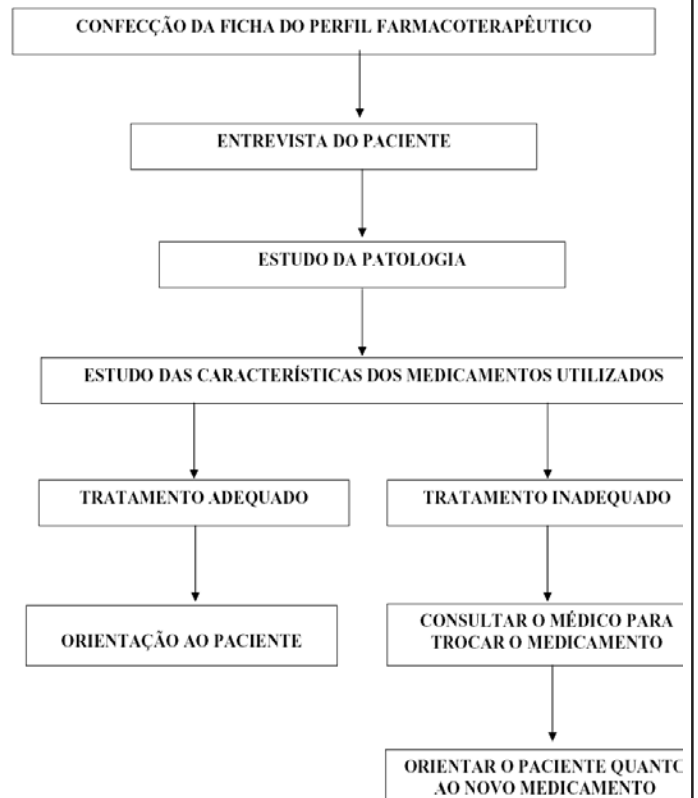 CONFECÇÃO DA FICHA DO PERFIL FARMACOTERAPÊUTICO
ENTREVISTA DO PACIENTE
ESTUDO DA PATOLOGIA
ESTUDO DAS CARACTERÍSTICAS DOS MEDICAMENTOS UTILIZADOS
TRATAMENTO ADEQUADO
TRATAMENTO INADEQUADO
ORIENTAÇÃO AO PACIENTE
CONSULTAR O MÉDICO PARA
TROCAR O MEDICAMENTO
ORIENTAR O PACIENTE QUANTO
AO NOVO MEDICAMENTO